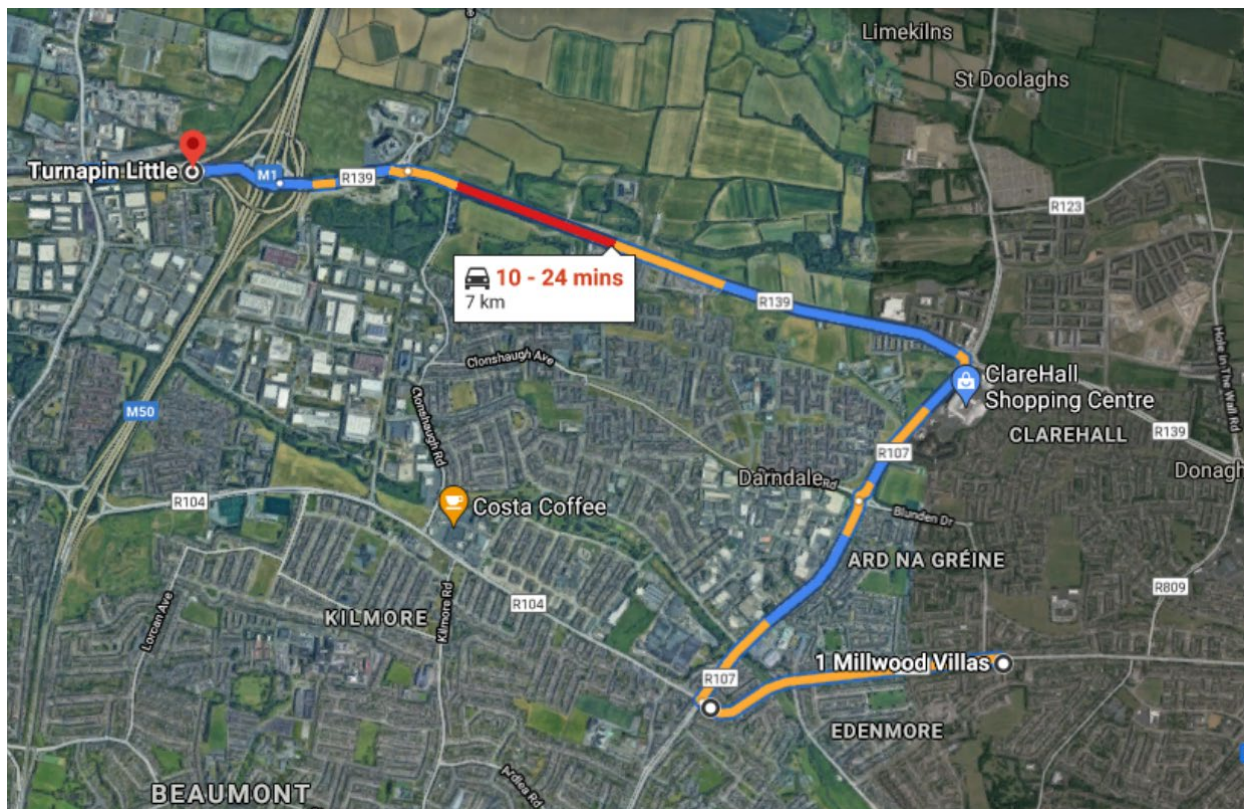 Limekilns
St Doolaghs
Turnapin Little
M1
R139
R123
10 - 24 mins
7 km
R139
Hole In The Wall Rd
Clonshaugh Ave
ClareHall
Shopping Centre
M50
Clonshaugh Rd
CLAREHALL
R139
R107
Donagh
Darndale
Rd
R104
Costa Coffee
Blunden Dr
ARD NA GRÉINE
R809
Lorcan Ave
KILMORE
Kilmore Rd
R104
1 Millwood Villas
R107
EDENMORE
Ardlea Rd
BEAUMONT